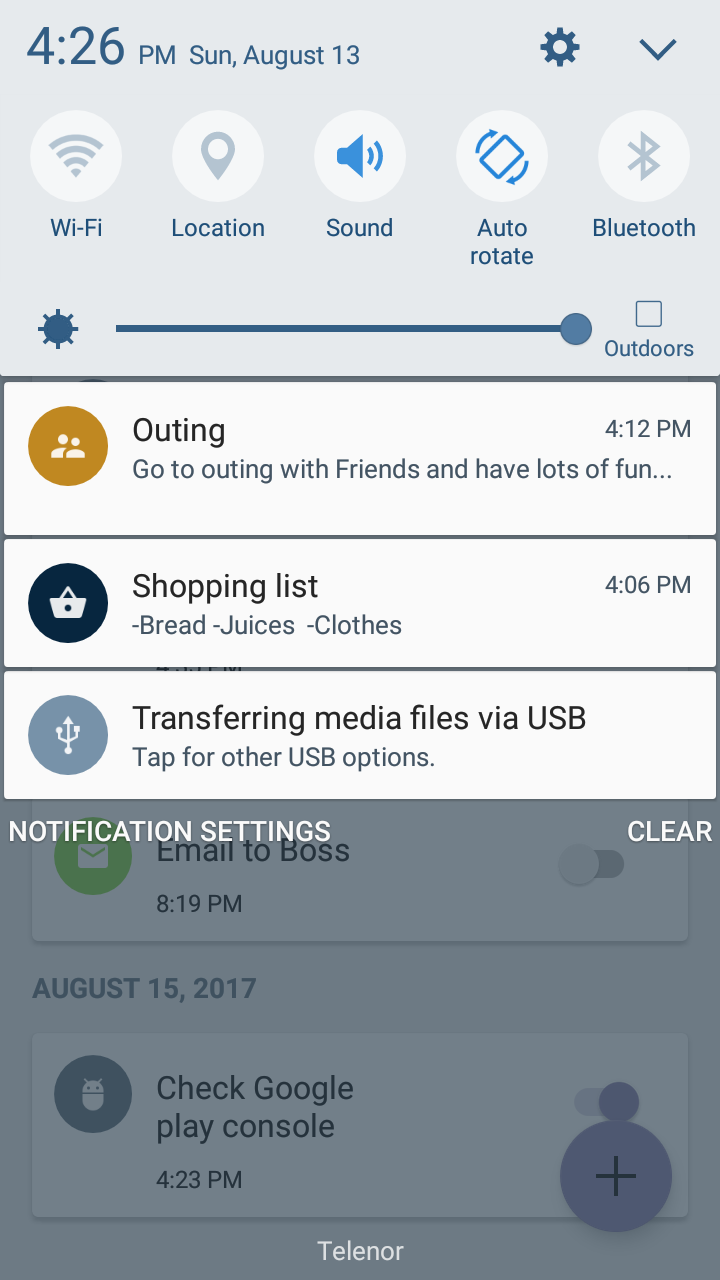 4:26 PM Sun, August 13
Wi-Fi
Location
Sound
Auto
rotate
Bluetooth
Outdoors
Outing
4:12 PM
Go to outing with Friends and have lots of fun...
Shopping list
4:06 PM
-Bread -Juices  -Clothes
Transferring media files via USB
Tap for other USB options.
NOTIFICATION SETTINGS
CLEAR
Email to Boss
8:19 PM
AUGUST 15, 2017
Check Google
play console
4:23 PM
Telenor